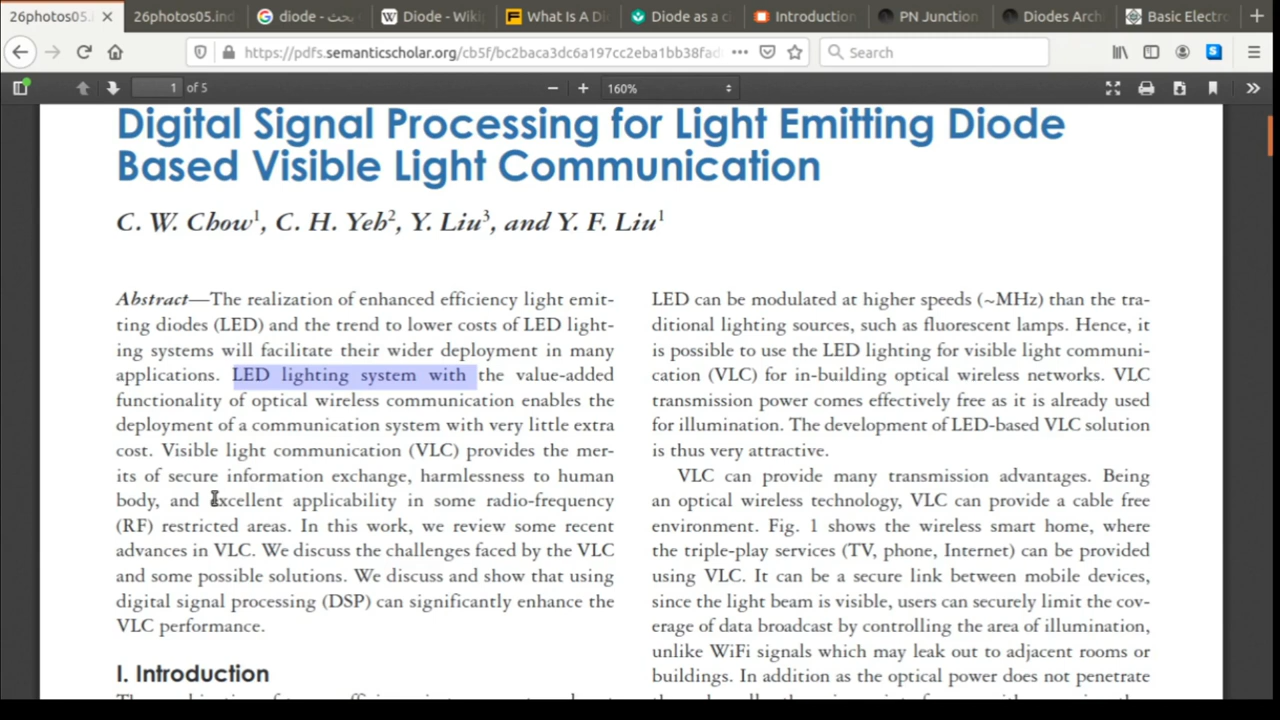 26photos05.ind
26photos05.ind
diode - بحث
Diode - Wiki
What Is A Di
Diode as a c
Introduction
PN Junction
Diodes Arch
Basic Electro
https://pdfs.semanticscholar.org/cb5f/bc2baca3dc6a197cc2eba1bb38fad
Search
1 of 5
160%
Digital Signal Processing for Light Emitting Diode
Based Visible Light Communication
C. W. Chow1, C. H. Yeh2, Y. Liu3, and Y. F. Liu1
Abstract—The realization of enhanced efficiency light emit-
ting diodes (LED) and the trend to lower costs of LED light-
ing systems will facilitate their wider deployment in many
applications. LED lighting system with the value-added
functionality of optical wireless communication enables the
deployment of a communication system with very little extra
cost. Visible light communication (VLC) provides the mer-
its of secure information exchange, harmlessness to human
body, and excellent applicability in some radio-frequency
(RF) restricted areas. In this work, we review some recent
advances in VLC. We discuss the challenges faced by the VLC
and some possible solutions. We discuss and show that using
digital signal processing (DSP) can significantly enhance the
VLC performance.
I. Introduction
LED can be modulated at higher speeds (~MHz) than the tra-
ditional lighting sources, such as fluorescent lamps. Hence, it
is possible to use the LED lighting for visible light communi-
cation (VLC) for in-building optical wireless networks. VLC
transmission power comes effectively free as it is already used
for illumination. The development of LED-based VLC solution
is thus very attractive.
VLC can provide many transmission advantages. Being
an optical wireless technology, VLC can provide a cable free
environment. Fig. 1 shows the wireless smart home, where
the triple-play services (TV, phone, Internet) can be provided
using VLC. It can be a secure link between mobile devices,
since the light beam is visible, users can securely limit the cov-
erage of data broadcast by controlling the area of illumination,
unlike WiFi signals which may leak out to adjacent rooms or
buildings. In addition as the optical power does not penetrate